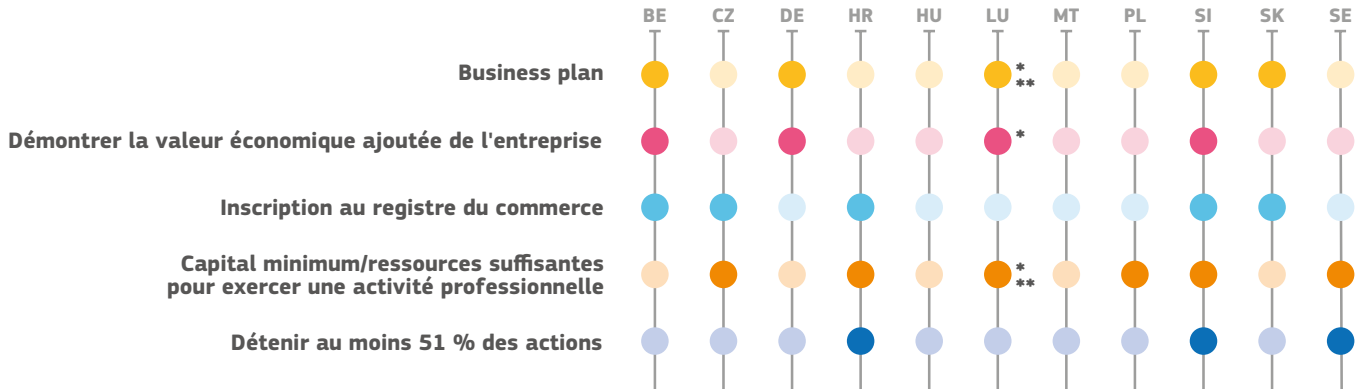 BE CZ DE HR HU LU MT PL SI SK SE
Business plan
*
**
Démontrer la valeur économique ajoutée de l'entreprise
*
Inscription au registre du commerce
Capital minimum/ressources suffisantes
pour exercer une activité professionnelle
*
**
Détenir au moins 51 % des actions